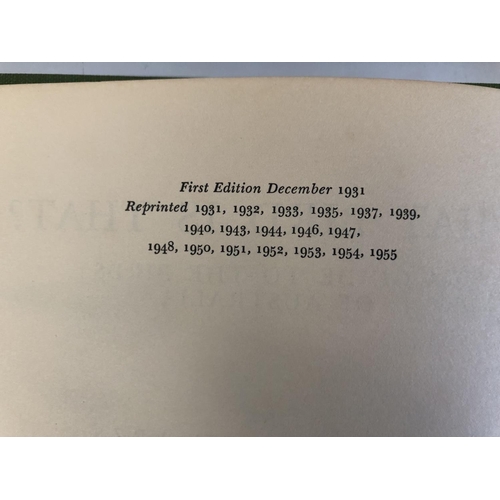 First Edition December 1931
Reprinted 1931, 1932, 1933, 1935, 1937, 1939,
1940, 1943, 1944, 1946, 1947,
1948, 1950, 1951, 1952, 1953, 1954, 1955